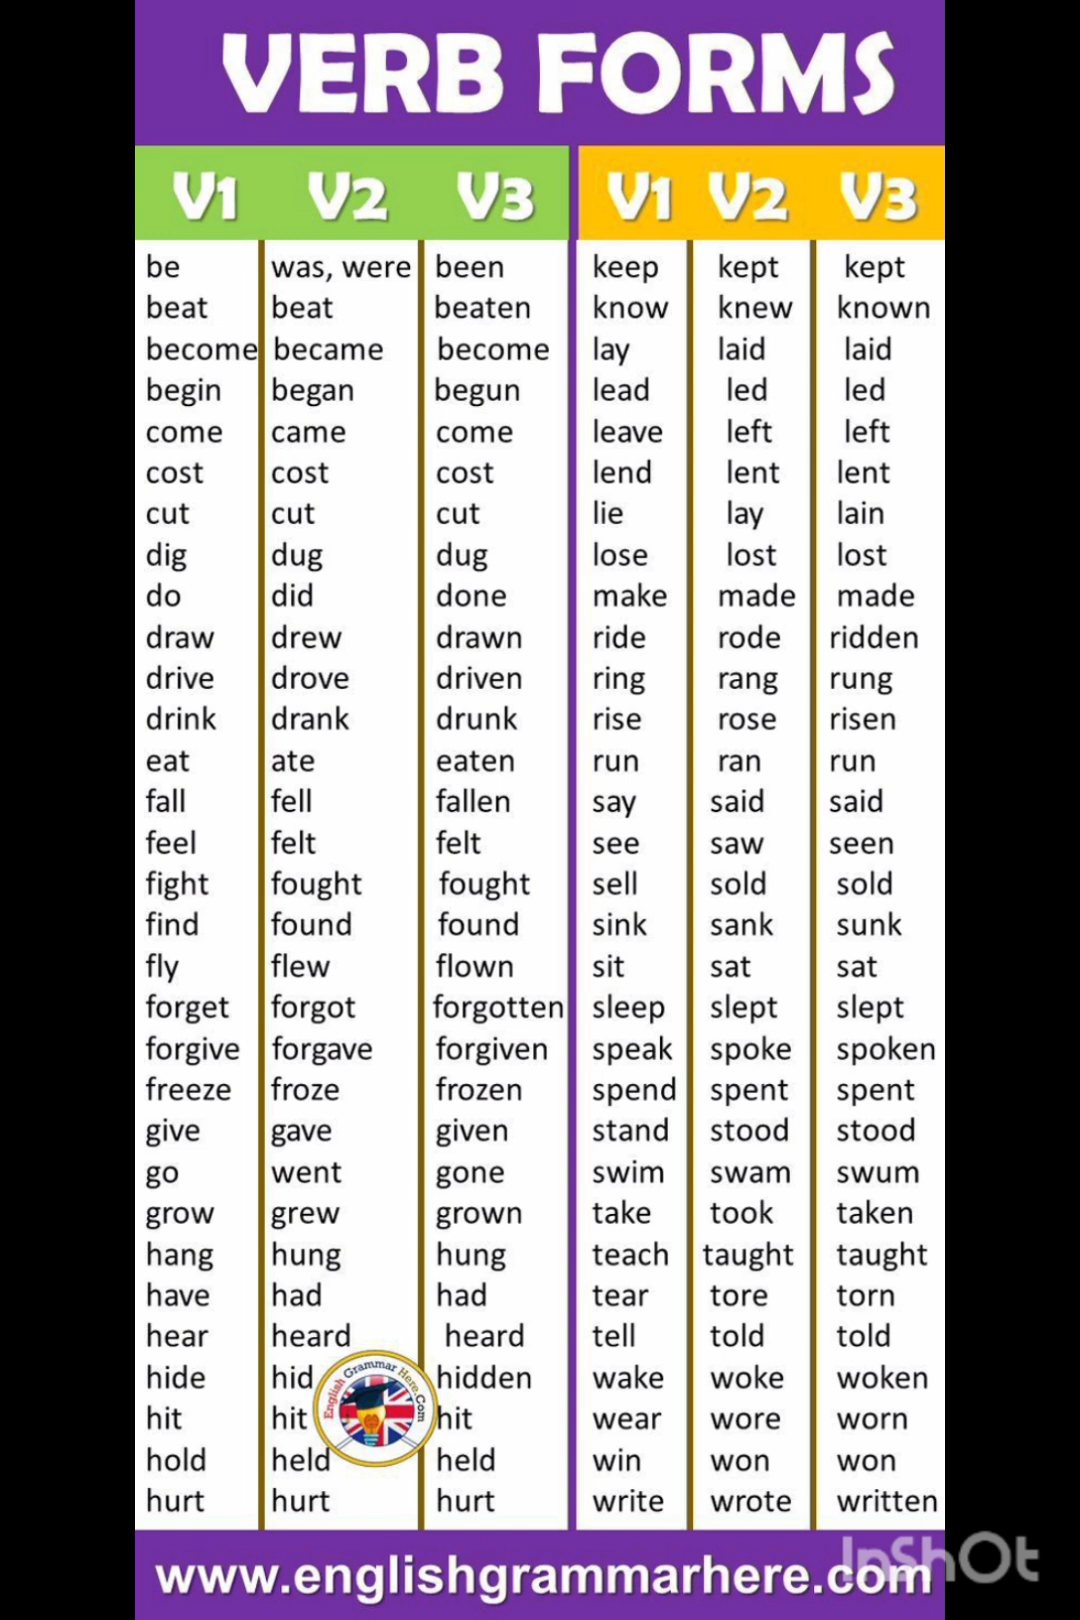 VERB FORMS
V1 V2 V3 V1 V2 V3
be was, were been keep kept kept
beat beat beaten know knew known
become became become lay laid laid
begin began begun lead led led
come came come leave left left
cost cost cost lend lent lent
cut cut cut lie lay lain
dig dug dug lose lost lost
do did done make made made
draw drew drawn ride rode ridden
drive drove driven ring rang rung
drink drank drunk rise rose risen
eat ate eaten run ran run
fall fell fallen say said said
feel felt felt see saw seen
fight fought fought sell sold sold
find found found sink sank sunk
fly flew flown sit sat sat
forget forgot forgotten sleep slept slept
forgive forgave forgiven speak spoke spoken
freeze froze frozen spend spent spent
give gave given stand stood stood
go went gone swim swam swum
grow grew grown take took taken
hang hung hung teach taught taught
have had had tear tore torn
hear heard heard tell told told
hide hid hidden wake woke woken
hit hit hit wear wore worn
hold held held win won won
hurt hurt hurt write wrote written
English Grammar Here.Com
www.englishgrammarhere.com
InShOt